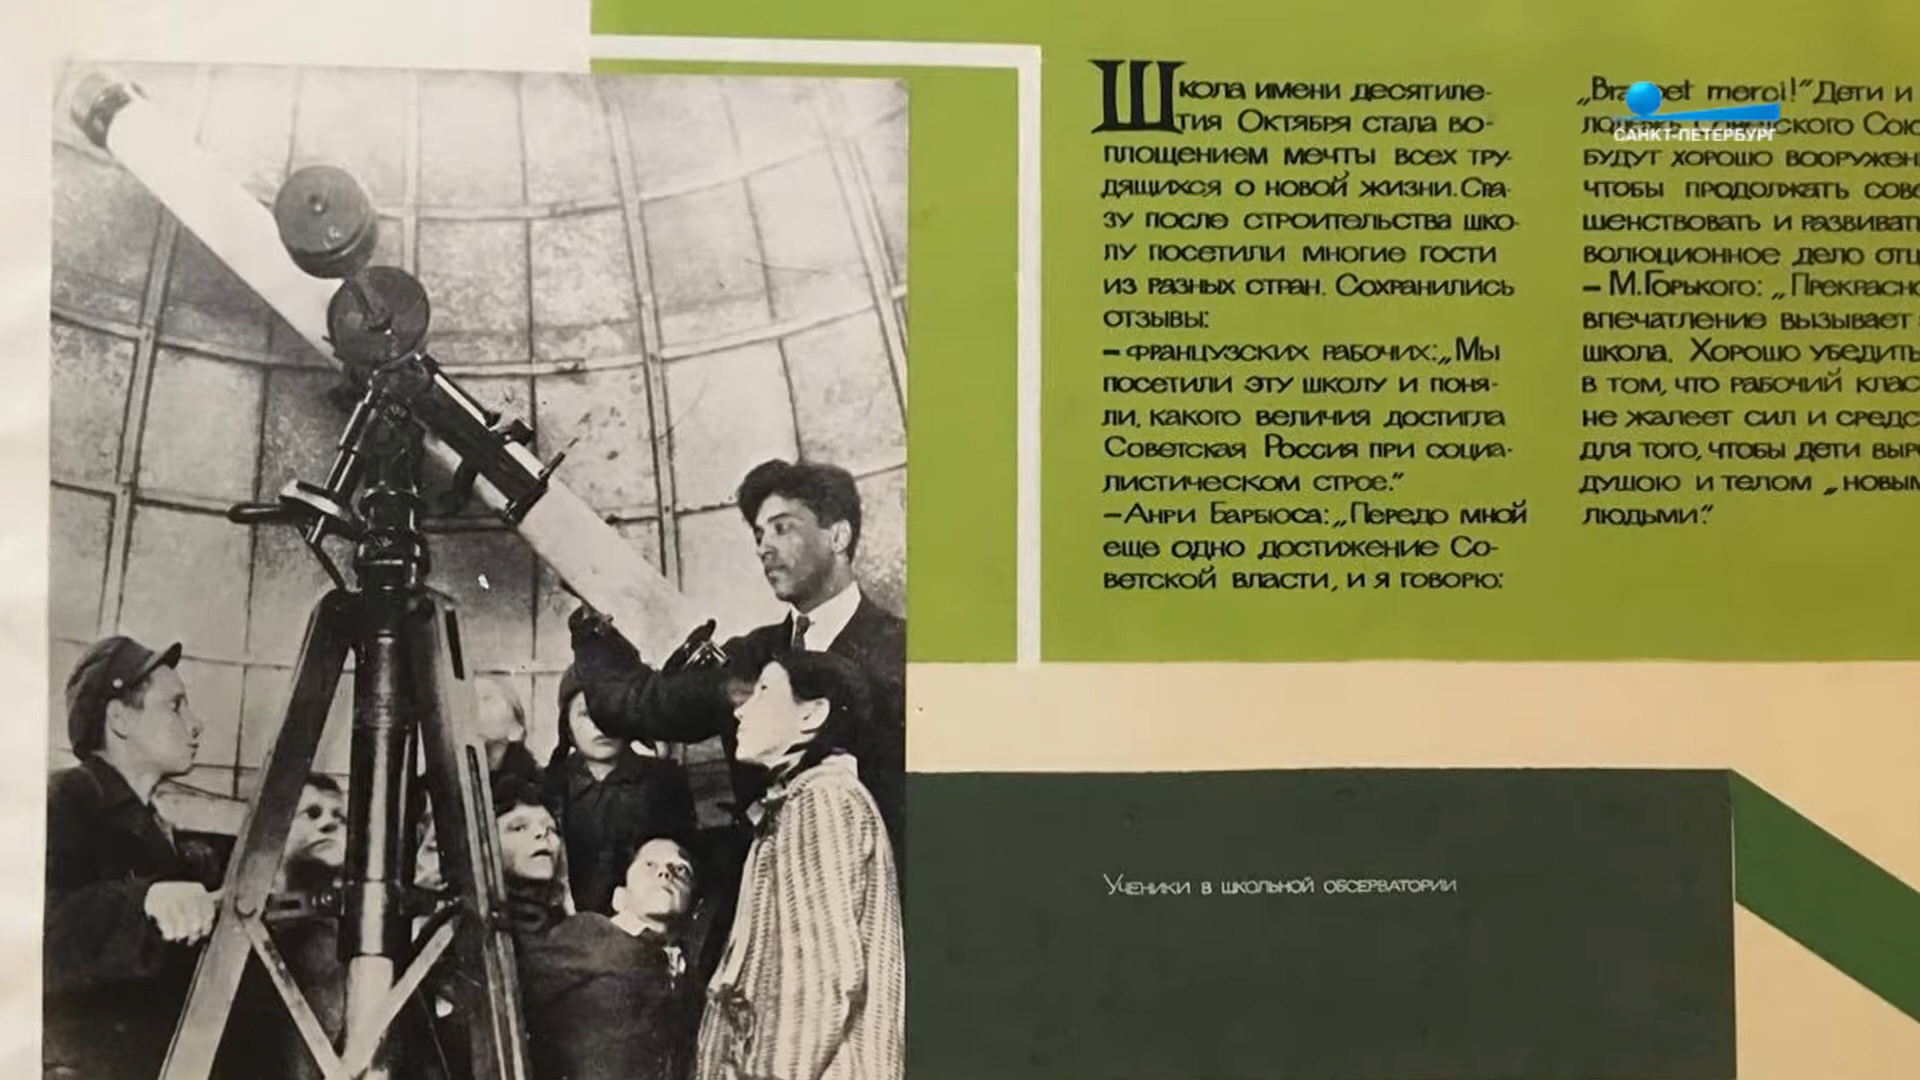 Школа имени десятиле-
тия Октября стала во-
площением мечты всех тру-
дящихся о новой жизни. Сра-
зу после строительства шко-
лу посетили многие гости
из разных стран. Сохранились
отзывы:
– французских рабочих: „Мы
посетили эту школу и поня-
ли, какого величия достигла
Советская Россия при социа-
листическом строе.”
– Анри Барбюса: „Передо мной
еще одно достижение Со-
ветской власти, и я говорю:
et merci!” Дети и
Сою
будут хорошо вооружен
чтобы продолжать сове
шенствовать и развиват
волюционное дело отц
– М. Горького: „Прекрасно
впечатление вызывает
школа. Хорошо убедить
в том, что рабочий клас
не жалеет сил и средс
для того, чтобы дети выр
душою и телом „новым
людьми”.
САНКТ-ПЕТЕРБУРГ
Ученики в школьной обсерватории